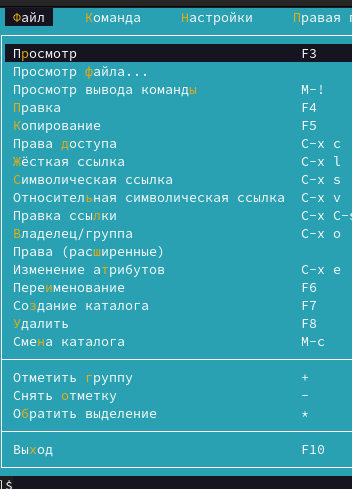 Файл Команда Настройки Правая
Просмотр F3
Просмотр файла...
Просмотр вывода команды M-!
Правка F4
Копирование F5
Права доступа C-x c
Жёсткая ссылка C-x l
Символическая ссылка C-x s
Относительная символическая ссылка C-x v
Правка ссылки C-x C-s
Владелец/группа C-x o
Права (расширенные)
Изменение атрибутов C-x e
Переименование F6
Создание каталога F7
Удалить F8
Смена каталога M-c
Отметить группу +
Снять отметку -
Обратить выделение *
Выход F10
$